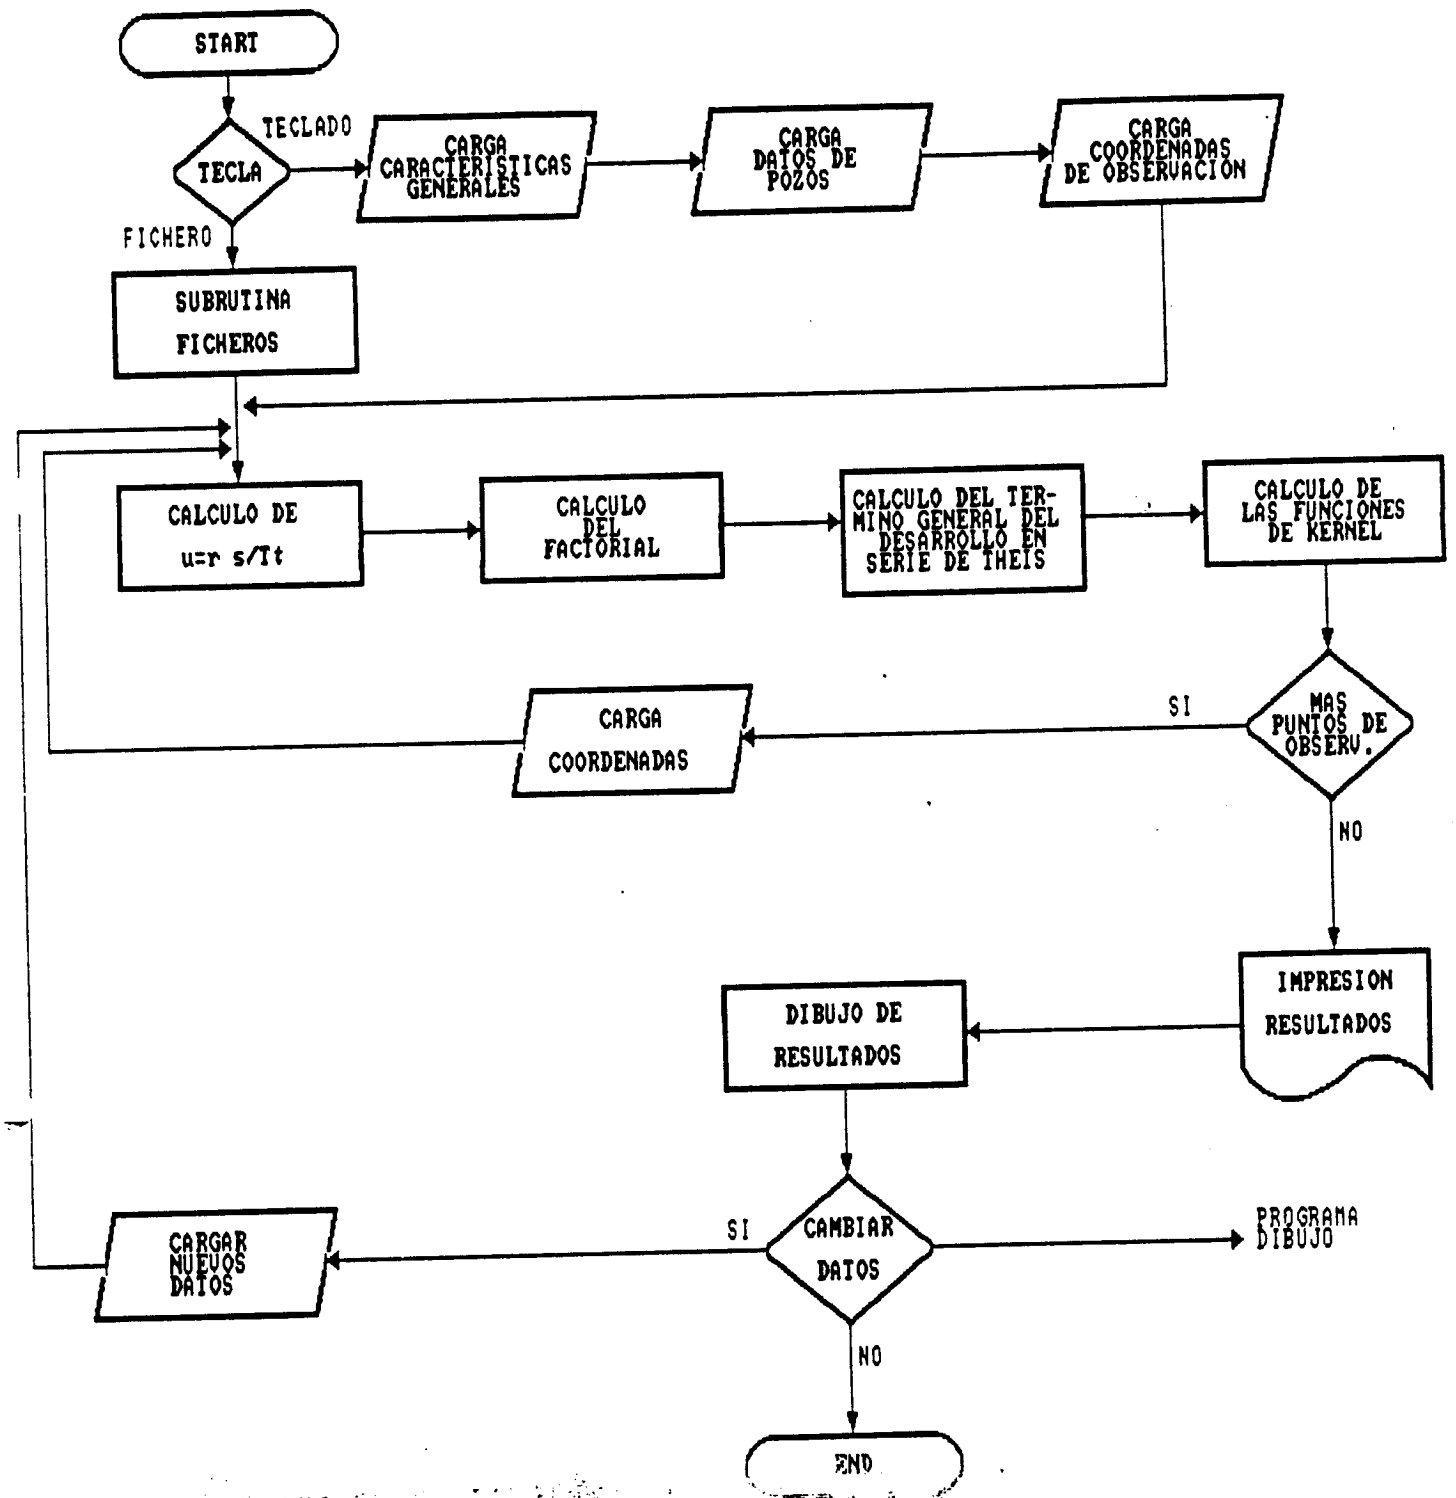 START
TECLADO
TECLA
CARGA
CARACTERISTICAS
GENERALES
CARGA
DATOS DE
POZOS
CARGA
COORDENADAS
DE OBSERVACION
FICHERO
SUBRUTINA
FICHEROS
CALCULO DE
u=r s/Tt
CALCULO
DEL
FACTORIAL
CALCULO DEL TER-
MINO GENERAL DEL
DESARROLLO EN
SERIE DE THEIS
CALCULO DE
LAS FUNCIONES
DE KERNEL
MAS
PUNTOS DE
OBSERV.
SI
CARGA
COORDENADAS
NO
IMPRESION
RESULTADOS
DIBUJO DE
RESULTADOS
CAMBIAR
DATOS
SI
CARGAR
NUEVOS
DATOS
PROGRAMA
DIBUJO
NO
END